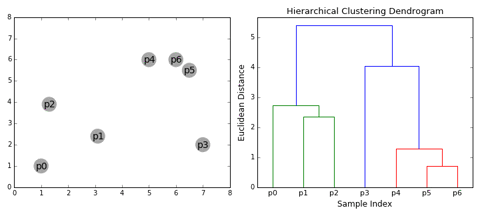 Hierarchical Clustering Dendrogram
8
7
6
5
4
3
2
1
0
0 1 2 3 4 5 6 7 8
p4 p6
p5
p2
p1
p3
p0
Euclidean Distance
5
4
3
2
1
0
p0 p1 p2 p3 p4 p5 p6
Sample Index